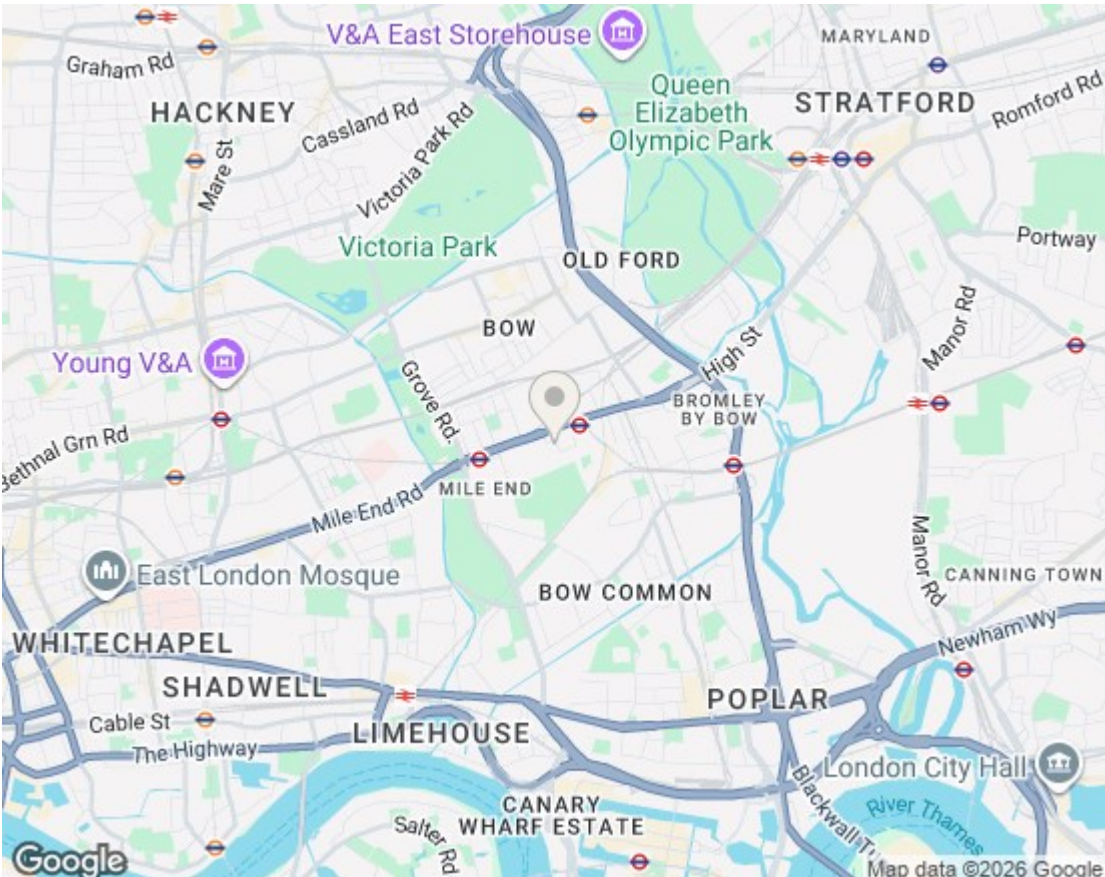 V&A East Storehouse
MARYLAND
Graham Rd
Queen
Elizabeth
Olympic Park
STRATFORD
Romford Rd
HACKNEY
Cassland Rd
Victoria Park Rd
Mare St
Victoria Park
OLD FORD
Portway
Manor Rd
BOW
Young V&A
High St
Grove Rd.
BROMLEY
BY BOW
Bethnal Grn Rd
MILE END
Mile End Rd
Manor Rd
East London Mosque
BOW COMMON
CANNING TOWN
Newham Wy
WHITECHAPEL
SHADWELL
POPLAR
Cable St
LIMEHOUSE
The Highway
London City Hall
CANARY
WHARF ESTATE
Salter Rd
Blackwall Tu
River Thames
Google
Map data ©2026 Google